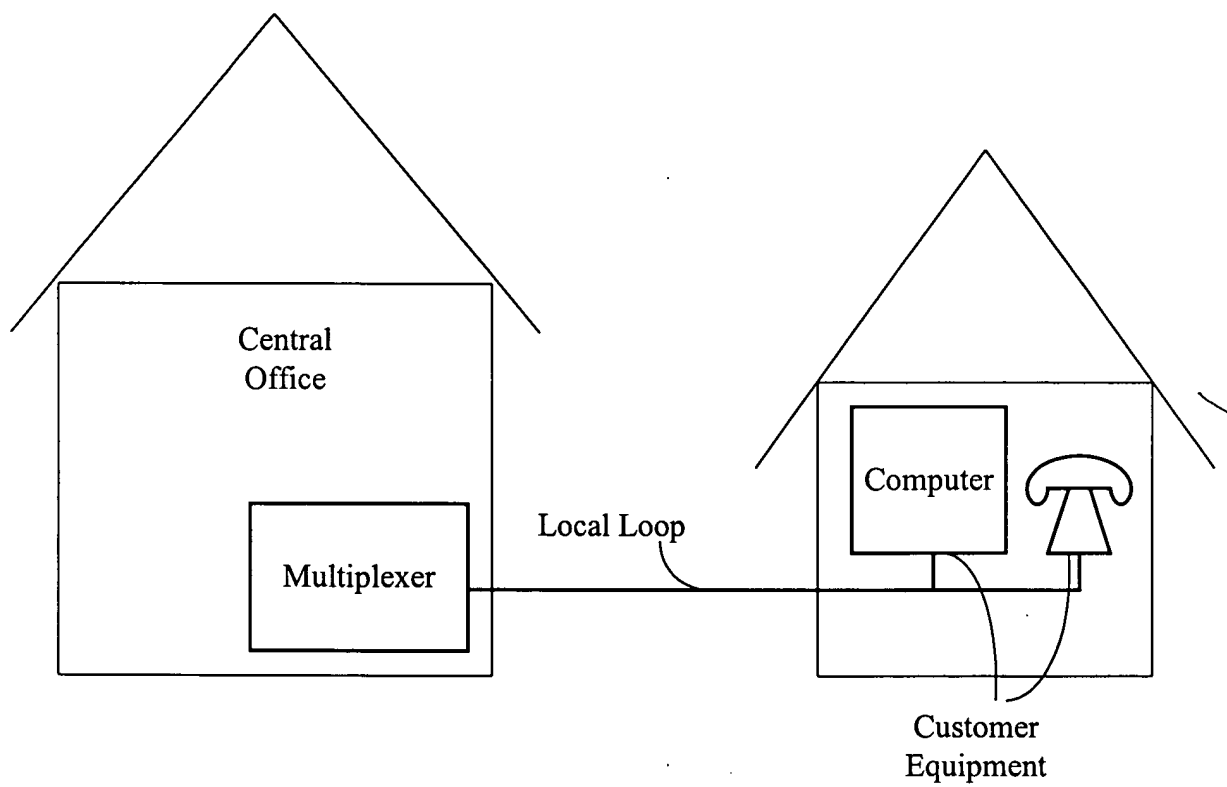 Central
Office
Multiplexer
Local Loop
Computer
Customer
Equipment